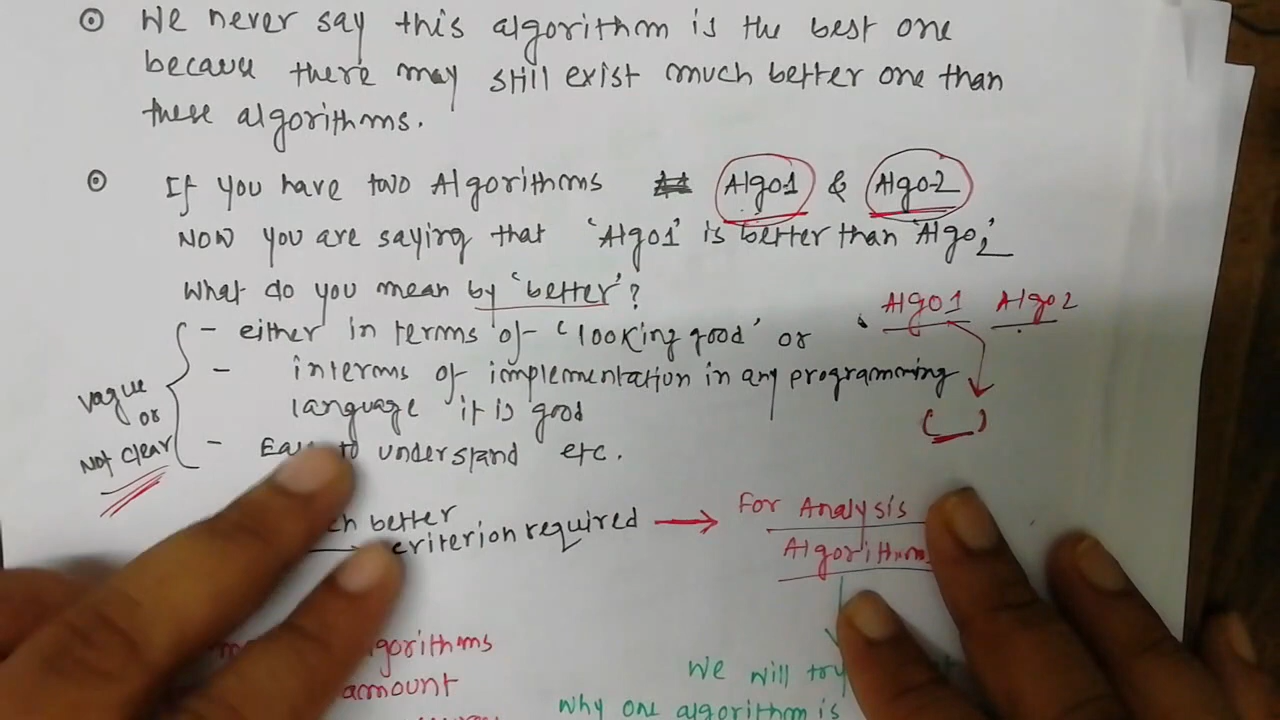 We never say this algorithm is the best one
becaue there may still exist much better one than
these algorithms.
If you have two Algorithms Algo1 & Algo-2
Now you are saying that 'Algo1' is better than 'Algo2'
What do you mean by 'better'?
Algo1 Algo2
- either in terms of 'looking good' or
- interms of implementation in any programming
language it is good
vague
or
Not clear
- to understand etc.
better
criterion required → For Analysis
Algorithms
algorithms
amount
We will try
why one algorithm is